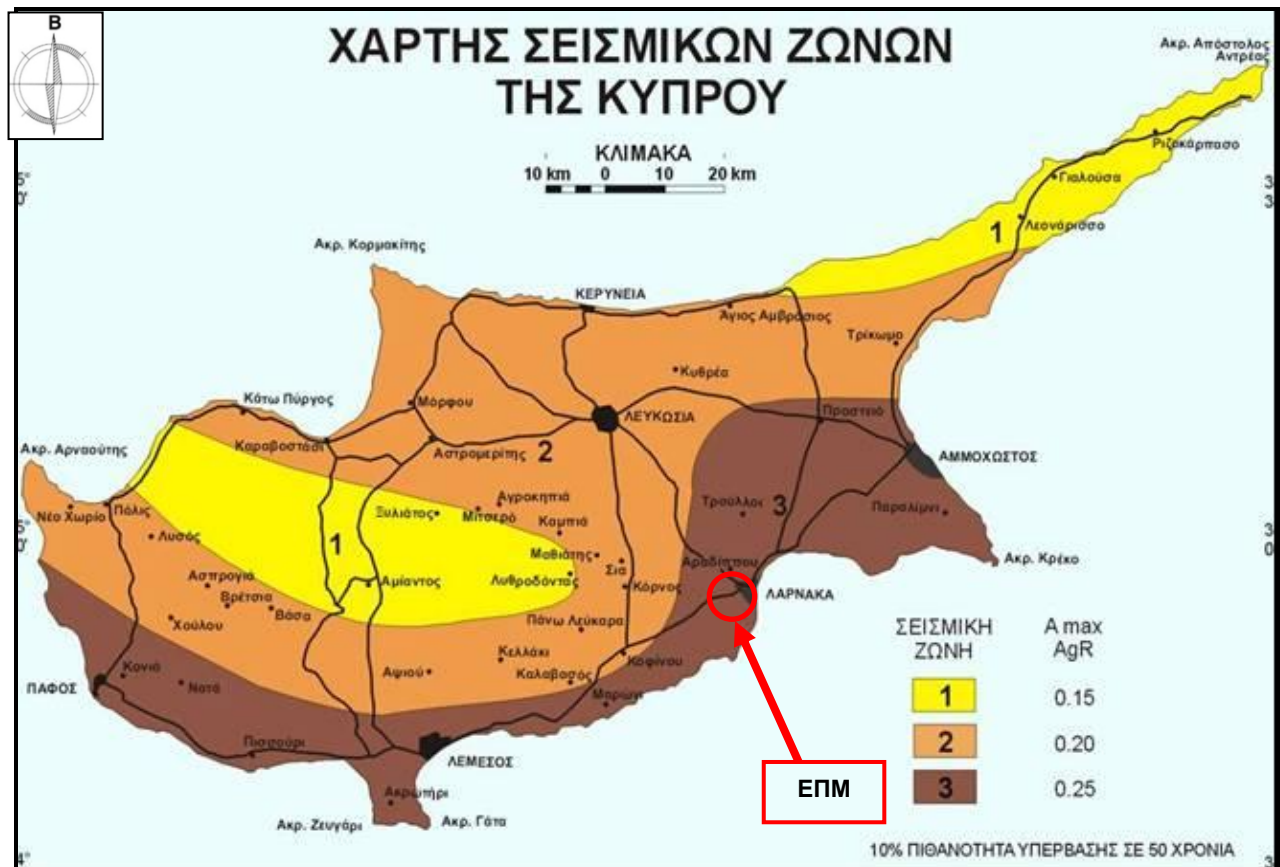 Β
ΧΑΡΤΗΣ ΣΕΙΣΜΙΚΩΝ ΖΩΝΩΝ
ΤΗΣ ΚΥΠΡΟΥ
ΚΛΙΜΑΚΑ
10 km 0 10 20 km
Ακρ. Απόστολος
Αντρέας
Ριζοκάρπασο
Γιαλούσα
Λεονάρισσο
1
Ακρ. Κορμακίτης
ΚΕΡΥΝΕΙΑ
Άγιος Αμβρόσιος
Τρίκωμο
Κυθρέα
Κάτω Πύργος
Μόρφου
ΛΕΥΚΩΣΙΑ
Προστειό
Καραβοστάσι
Αστρομερίτης
2
ΑΜΜΟΧΩΣΤΟΣ
Ακρ. Αρναούτης
Νέο Χωρίο
Πόλις
Λυσός
Ξυλιάτος
Μιτσερό
Αγροκηπιά
Καμπιά
Τρούλλοι
3
Παραλίμνι
1
Μαθιάτης
Σια
Αραδίππου
Ακρ. Κρέκο
Ασπρογιά
Βρέτσια
Βάσα
Αμίαντος
Λυθροδόντας
Κόρνος
ΛΑΡΝΑΚΑ
Χούλου
Πάνω Λεύκαρα
Κελλάκι
Κοφίνου
Κονιά
Νατά
Αψιού
Καλαβασός
Μαρώνι
ΠΑΦΟΣ
Πισσούρι
ΛΕΜΕΣΟΣ
Ακρωτήρι
Ακρ. Ζευγάρι
Ακρ. Γάτα
ΕΠΜ
ΣΕΙΣΜΙΚΗ
ΖΩΝΗ
A max
AgR
1 0.15
2 0.20
3 0.25
10% ΠΙΘΑΝΟΤΗΤΑ ΥΠΕΡΒΑΣΗΣ ΣΕ 50 ΧΡΟΝΙΑ